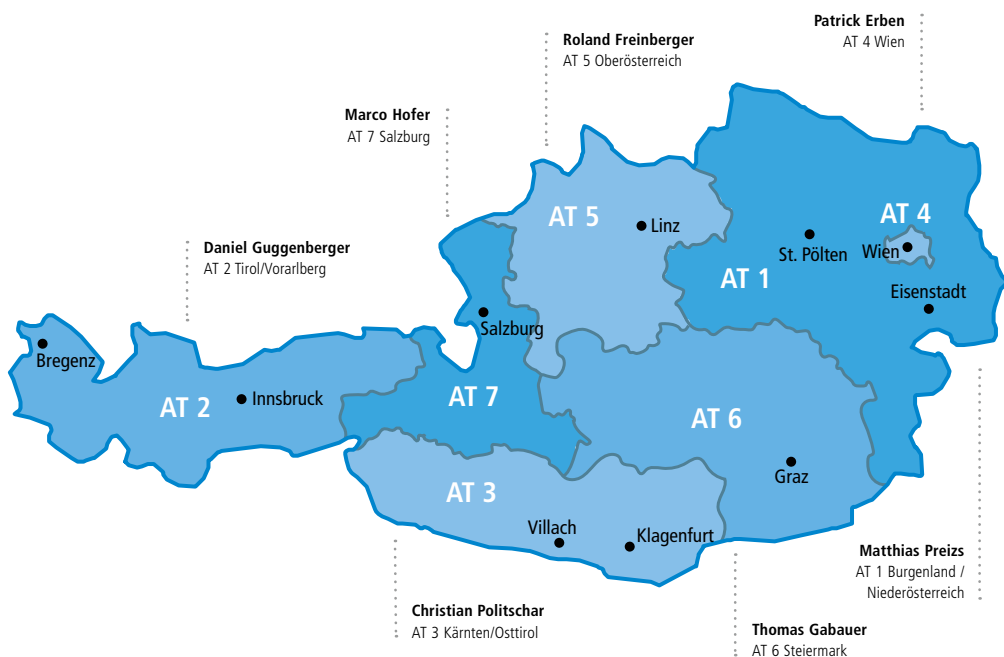 Patrick Erben
AT 4 Wien
Roland Freinberger
AT 5 Oberösterreich
Marco Hofer
AT 7 Salzburg
Daniel Guggenberger
AT 2 Tirol/Vorarlberg
AT 5
Linz
AT 4
Wien
St. Pölten
AT 1
Eisenstadt
Salzburg
Bregenz
AT 2
Innsbruck
AT 7
AT 6
Graz
AT 3
Villach
Klagenfurt
Matthias Preizs
AT 1 Burgenland /
Niederösterreich
Christian Politschar
AT 3 Kärnten/Osttirol
Thomas Gabauer
AT 6 Steiermark